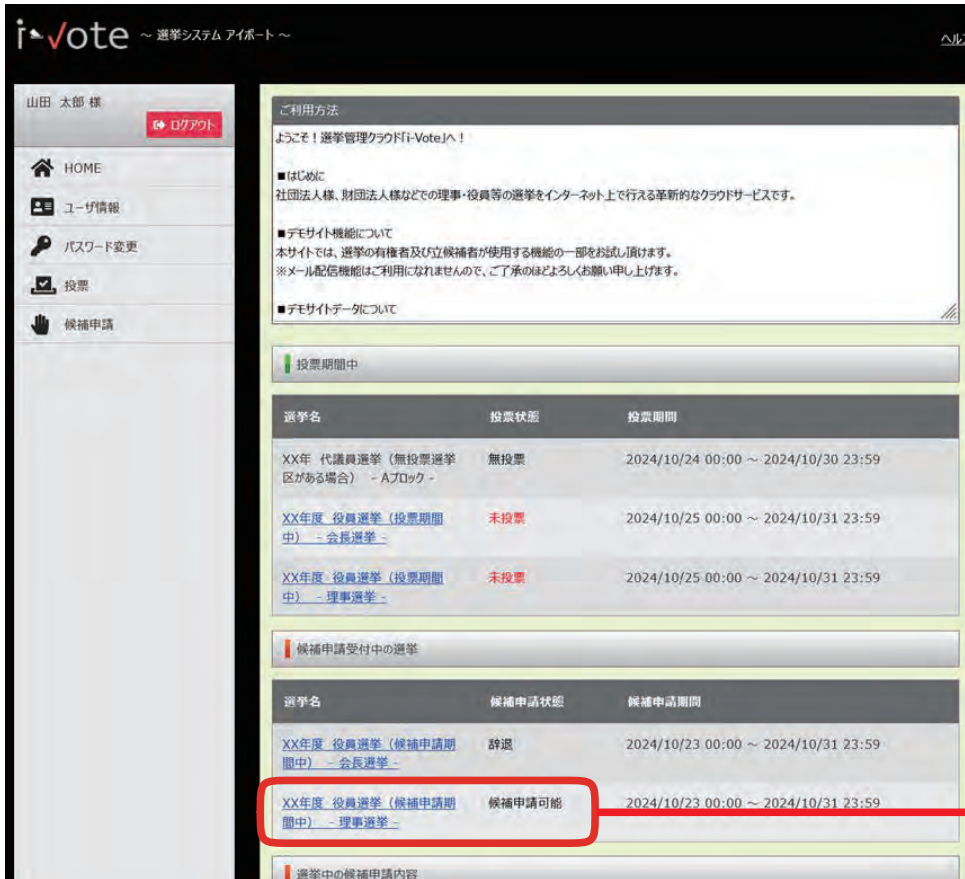 i-Vote ～ 選挙システム アイボート ～
ヘル
山田 太郎 様
ログアウト
HOME
ユーザ情報
パスワード変更
投票
候補申請
ご利用方法
ようこそ！選挙管理クラウド「i-Vote」へ！
■はじめに
社団法人様、財団法人様などでの理事・役員等の選挙をインターネット上で行える革新的なクラウドサービスです。
■デモサイト機能について
本サイトでは、選挙の有権者及び立候補者が使用する機能の一部をお試し頂けます。
※メール配信機能はご利用になれませんので、ご了承のほどよろしくお願い申し上げます。
■デモサイトデータについて
投票期間中
選挙名 投票状態 投票期間
XX年 代議員選挙（無投票選挙 無投票 2024/10/24 00:00 ～ 2024/10/30 23:59
区がある場合） - Aブロック -
XX年度 役員選挙（投票期間 未投票 2024/10/25 00:00 ～ 2024/10/31 23:59
中） - 会長選挙 -
XX年度 役員選挙（投票期間 未投票 2024/10/25 00:00 ～ 2024/10/31 23:59
中） - 理事選挙 -
候補申請受付中の選挙
選挙名 候補申請状態 候補申請期間
XX年度 役員選挙（候補申請期 辞退 2024/10/23 00:00 ～ 2024/10/31 23:59
間中） - 会長選挙 -
XX年度 役員選挙（候補申請期 候補申請可能 2024/10/23 00:00 ～ 2024/10/31 23:59
間中） - 理事選挙 -
選挙中の候補申請内容